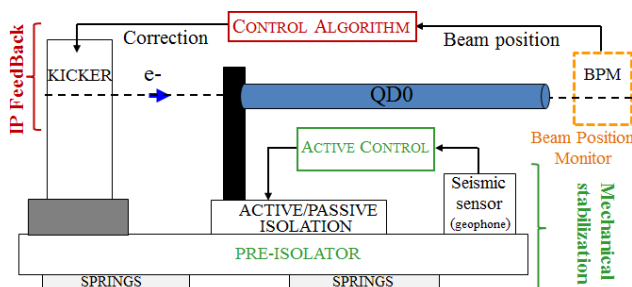 CONTROL ALGORITHM
Correction
Beam position
IP FeedBack
KICKER
e-
QD0
BPM
Beam Position
Monitor
ACTIVE CONTROL
Seismic
sensor
(geophone)
ACTIVE/PASSIVE
ISOLATION
Mechanical
stabilization
PRE-ISOLATOR
SPRINGS
SPRINGS